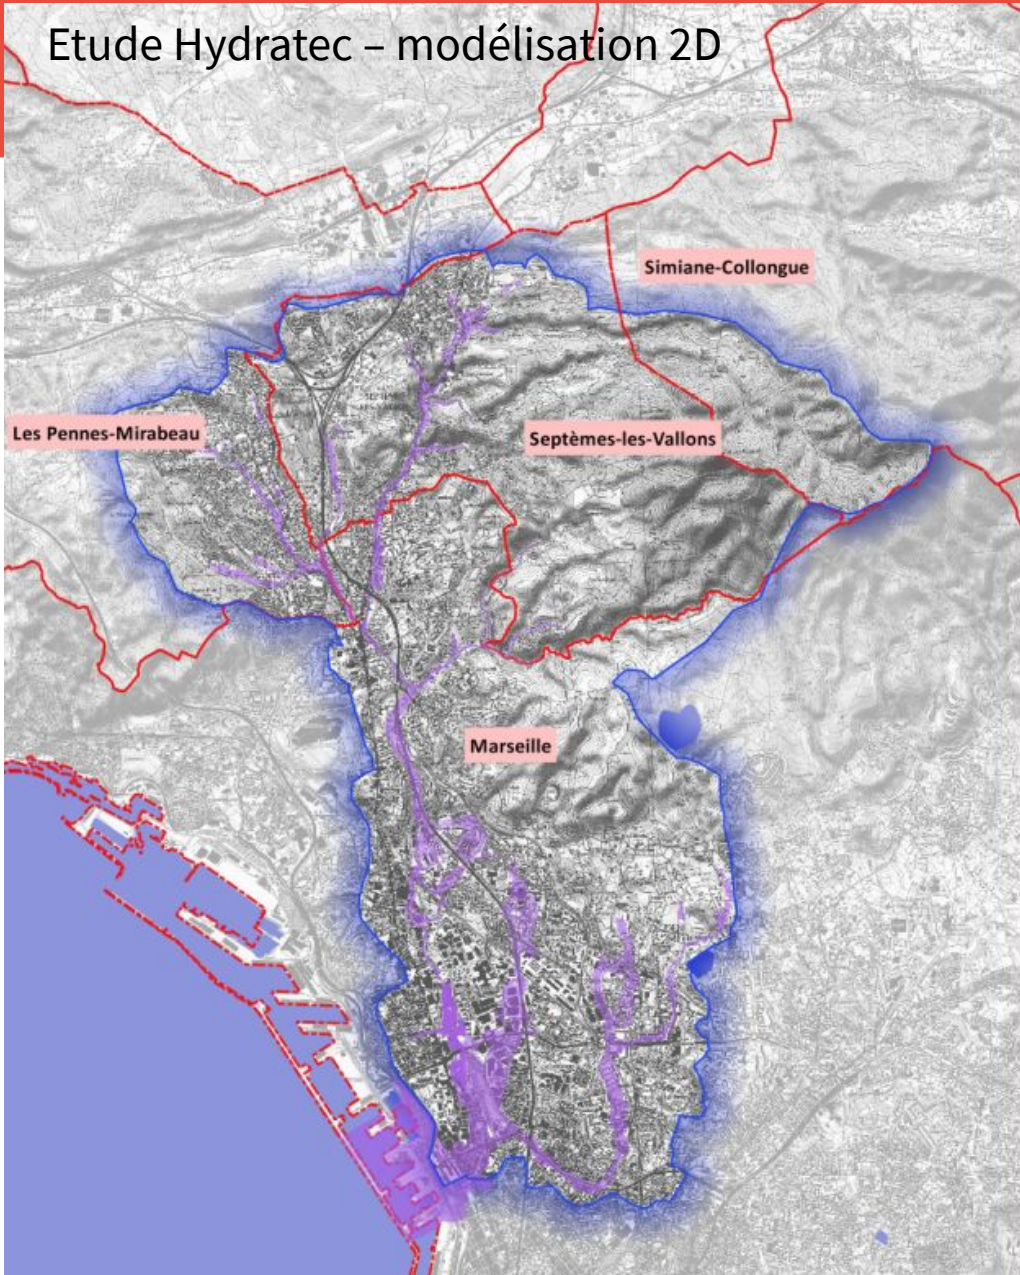 Etude Hydratec – modélisation 2D
Simiane-Collongue
Les Pennes-Mirabeau
Septèmes-les-Vallons
Marseille